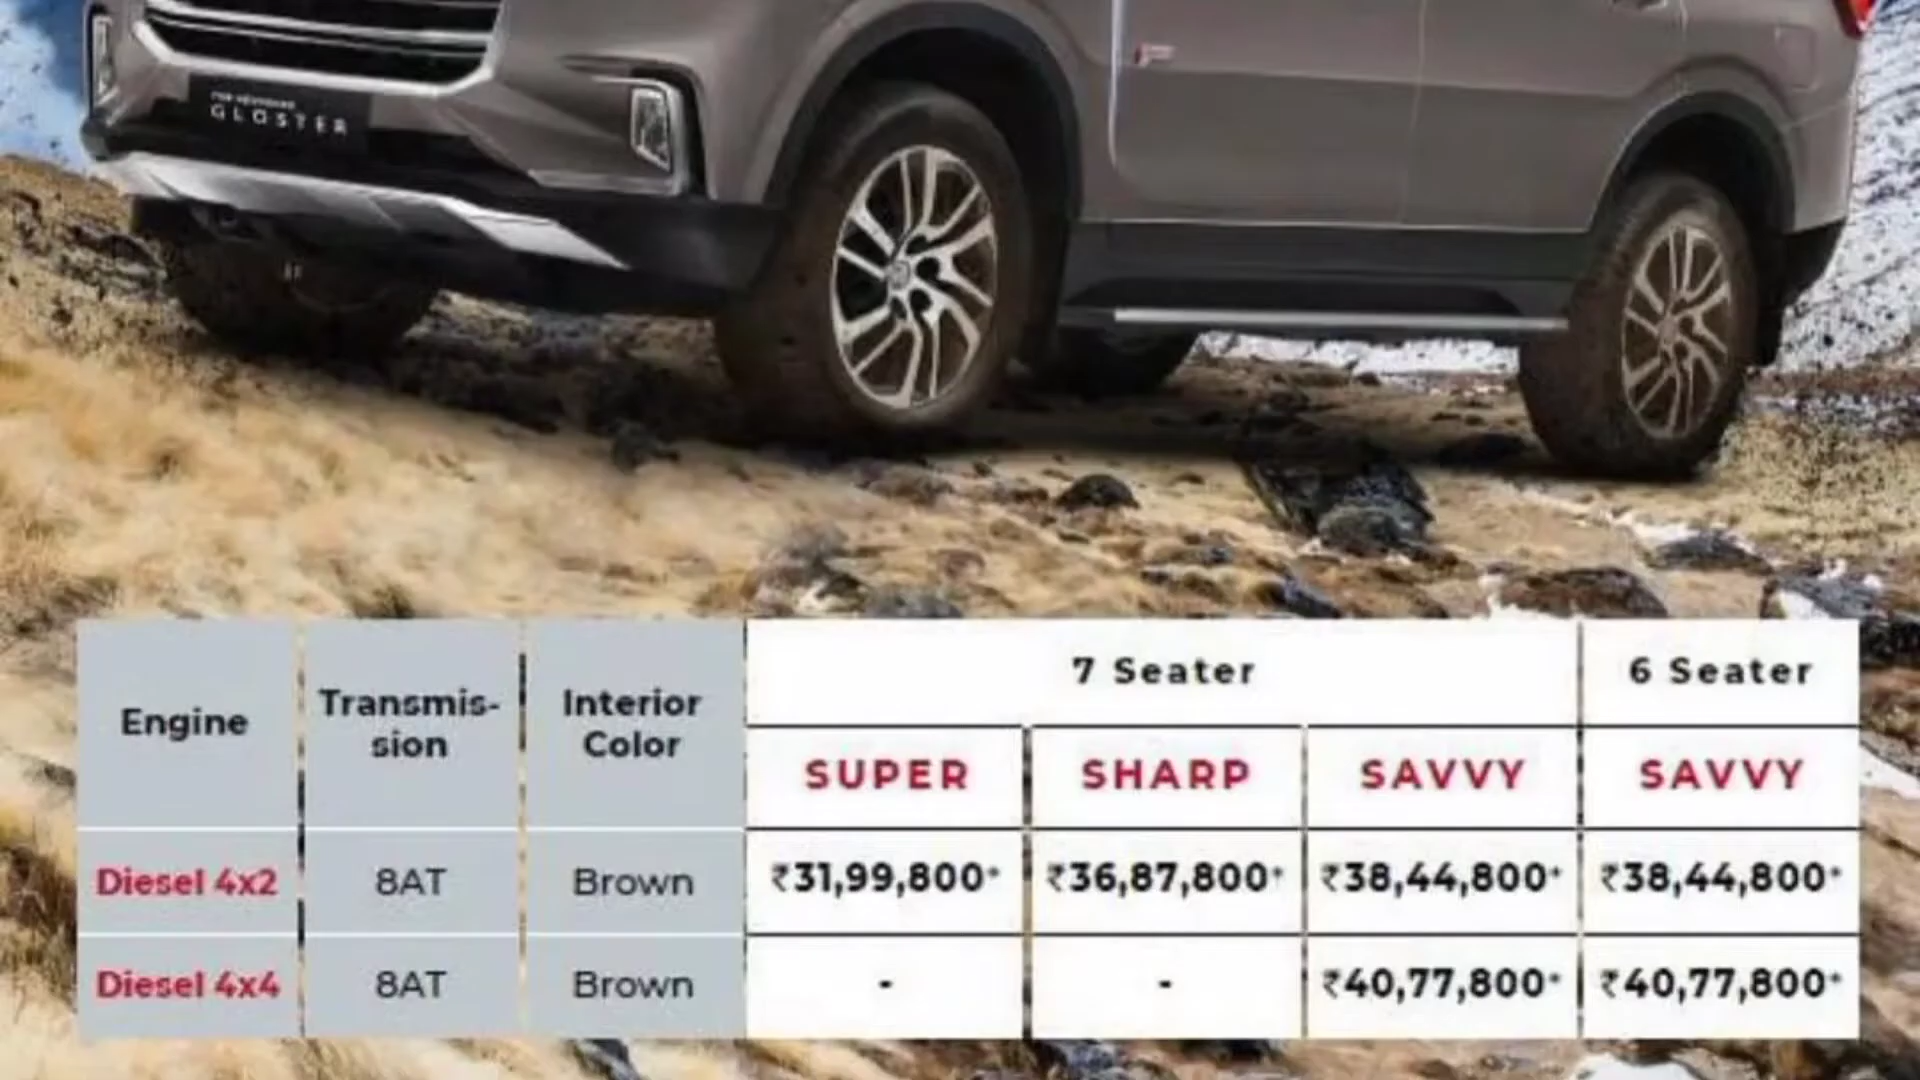 GLOSTER
Engine
Transmis-
sion
Interior
Color
7 Seater
6 Seater
SUPER
SHARP
SAVVY
SAVVY
Diesel 4x2
8AT
Brown
₹31,99,800*
₹36,87,800*
₹38,44,800*
₹38,44,800*
Diesel 4x4
8AT
Brown
-
-
₹40,77,800*
₹40,77,800*